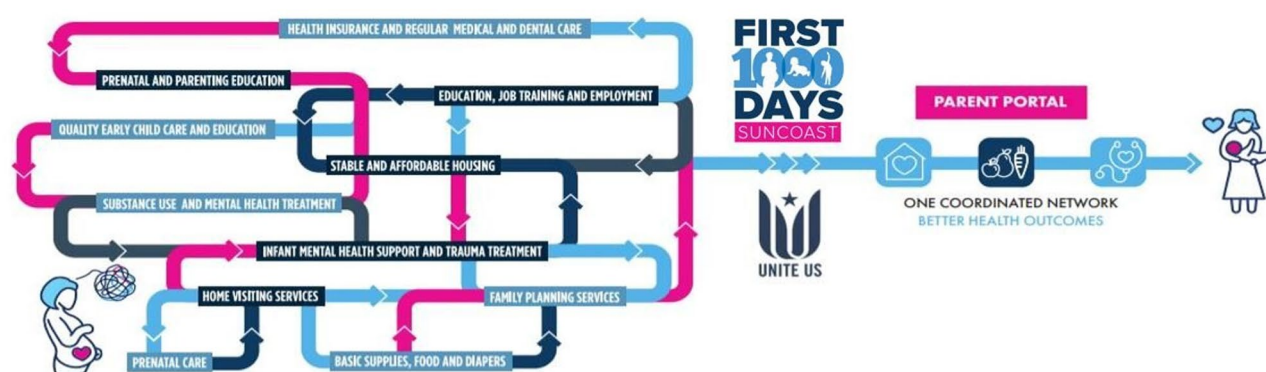 HEALTH INSURANCE AND REGULAR MEDICAL AND DENTAL CARE
PRENATAL AND PARENTING EDUCATION
EDUCATION, JOB TRAINING AND EMPLOYMENT
QUALITY EARLY CHILD CARE AND EDUCATION
STABLE AND AFFORDABLE HOUSING
SUBSTANCE USE AND MENTAL HEALTH TREATMENT
INFANT MENTAL HEALTH SUPPORT AND TRAUMA TREATMENT
HOME VISITING SERVICES
FAMILY PLANNING SERVICES
PRENATAL CARE
BASIC SUPPLIES, FOOD AND DIAPERS
FIRST
1000
DAYS
SUNCOAST
UNITE US
PARENT PORTAL
ONE COORDINATED NETWORK
BETTER HEALTH OUTCOMES